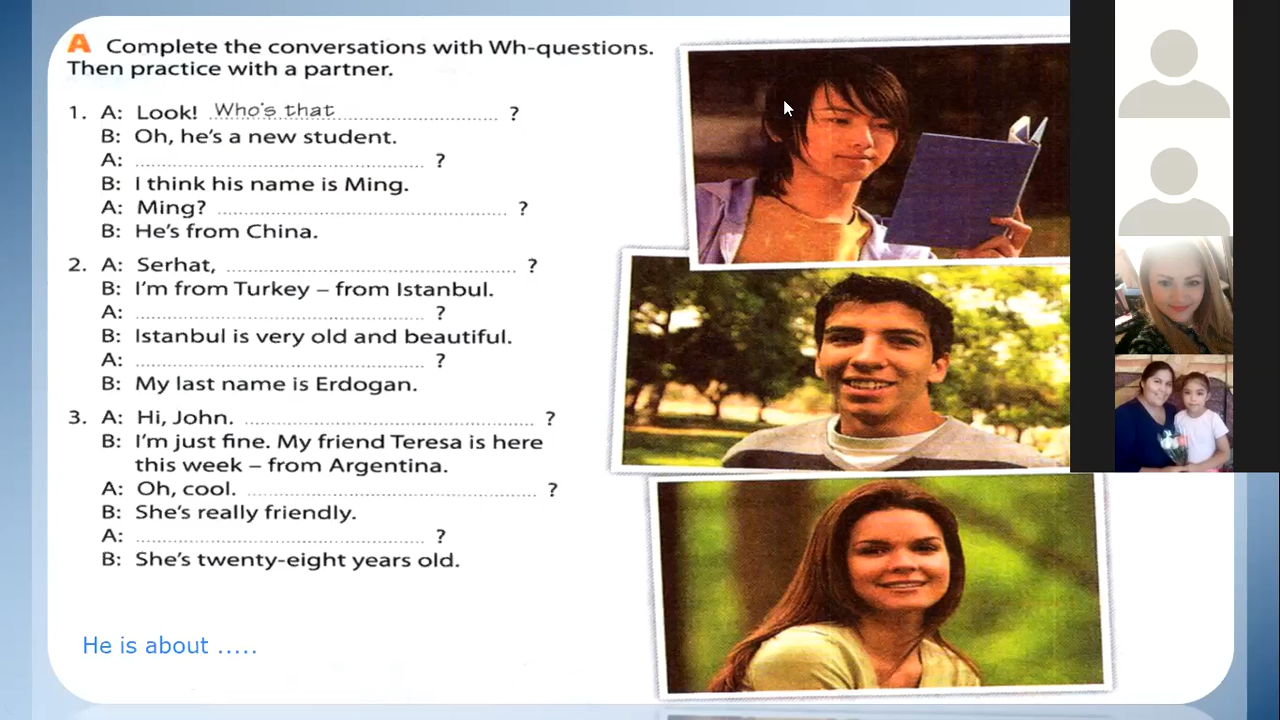 A Complete the conversations with Wh-questions.
Then practice with a partner.
1. A: Look! Who's that ?
B: Oh, he's a new student.
A: ?
B: I think his name is Ming.
A: Ming? ?
B: He's from China.
2. A: Serhat, ?
B: I'm from Turkey – from Istanbul.
A: ?
B: Istanbul is very old and beautiful.
A: ?
B: My last name is Erdogan.
3. A: Hi, John. ?
B: I'm just fine. My friend Teresa is here
this week – from Argentina.
A: Oh, cool. ?
B: She's really friendly.
A: ?
B: She's twenty-eight years old.
He is about .....